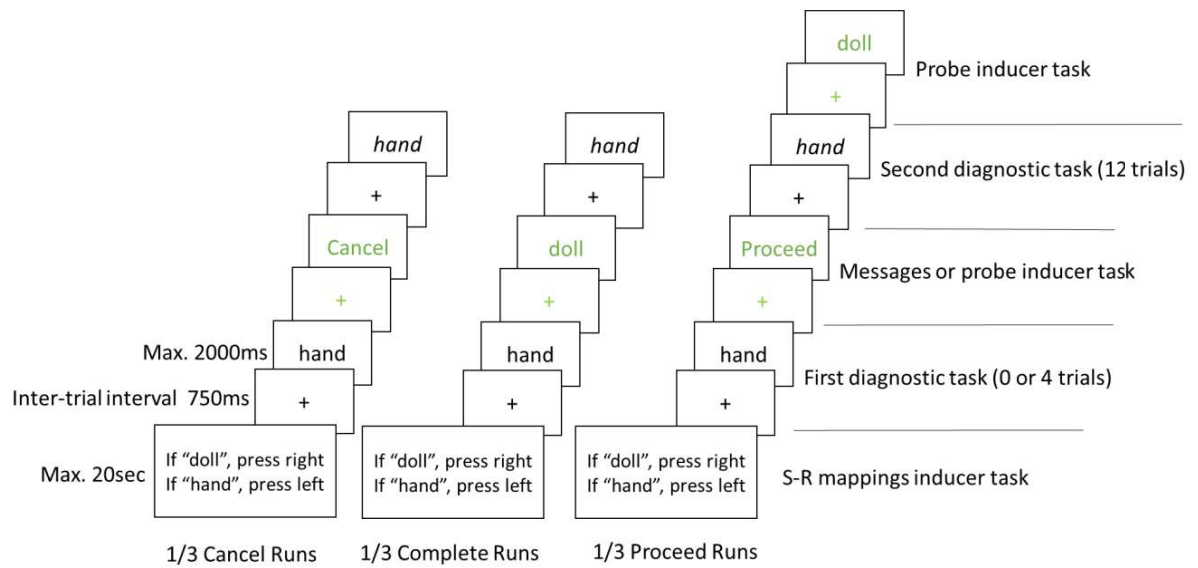 doll
Probe inducer task
+
hand
hand
hand
Second diagnostic task (12 trials)
+
+
+
Cancel
doll
Proceed
Messages or probe inducer task
+
+
+
Max. 2000ms
hand
hand
hand
First diagnostic task (0 or 4 trials)
Inter-trial interval 750ms
+
+
+
Max. 20sec
If “doll”, press right
If “hand”, press left
If “doll”, press right
If “hand”, press left
If “doll”, press right
If “hand”, press left
S-R mappings inducer task
1/3 Cancel Runs
1/3 Complete Runs
1/3 Proceed Runs